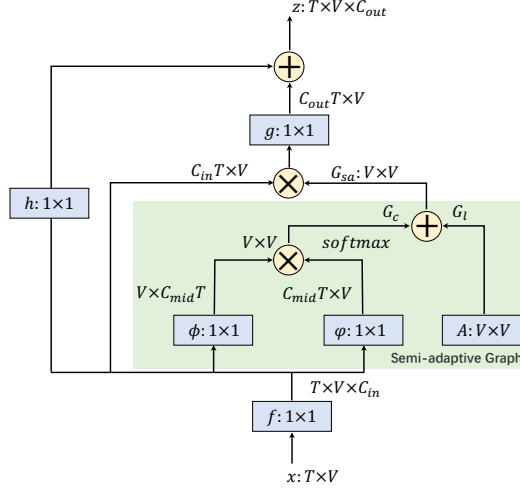 z: T×V×C_out
+
C_out T×V
g: 1×1
C_in T×V
G_sa: V×V
×
h: 1×1
G_c
G_l
+
V×V
softmax
×
V×C_mid T
C_mid T×V
ϕ: 1×1
φ: 1×1
A: V×V
Semi-adaptive Graph
T×V×C_in
f: 1×1
x: T×V